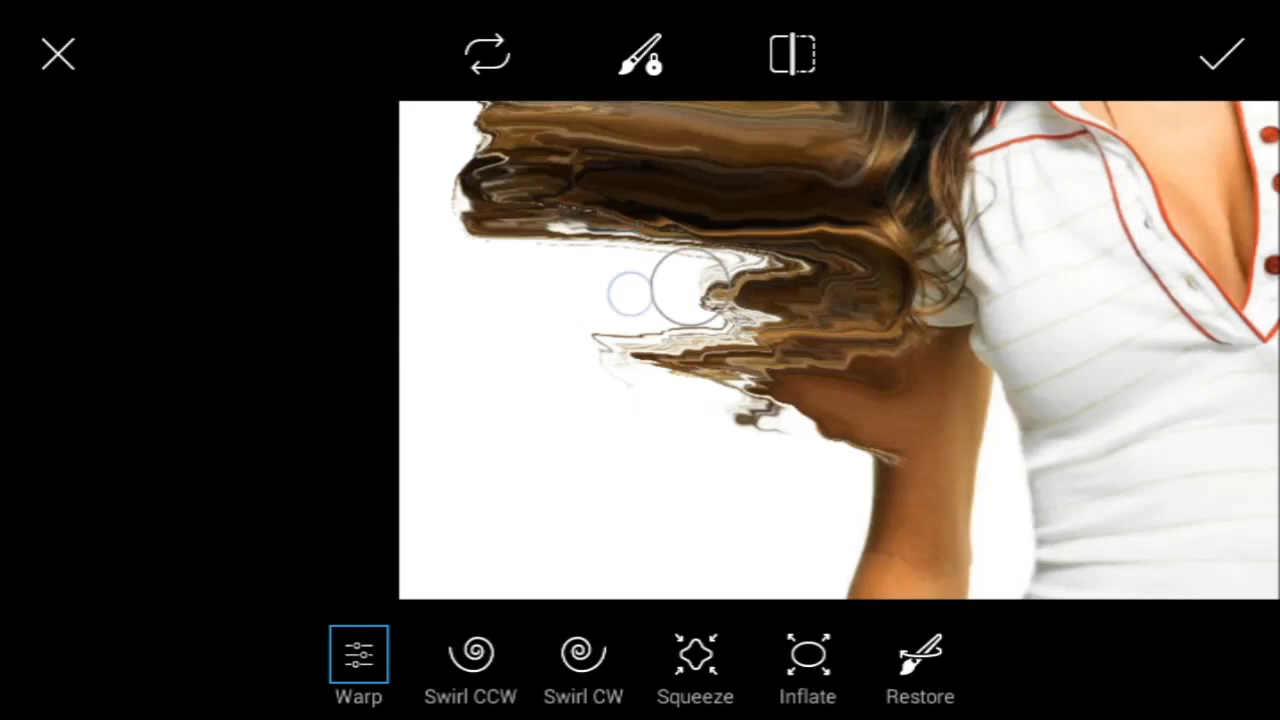 Warp
Swirl CCW
Swirl CW
Squeeze
Inflate
Restore